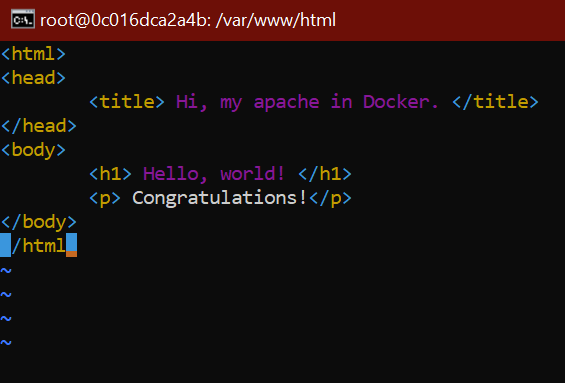 root@0c016dca2a4b: /var/www/html
<html>
<head>
<title> Hi, my apache in Docker. </title>
</head>
<body>
<h1> Hello, world! </h1>
<p> Congratulations!</p>
</body>
</html>
~
~
~
~